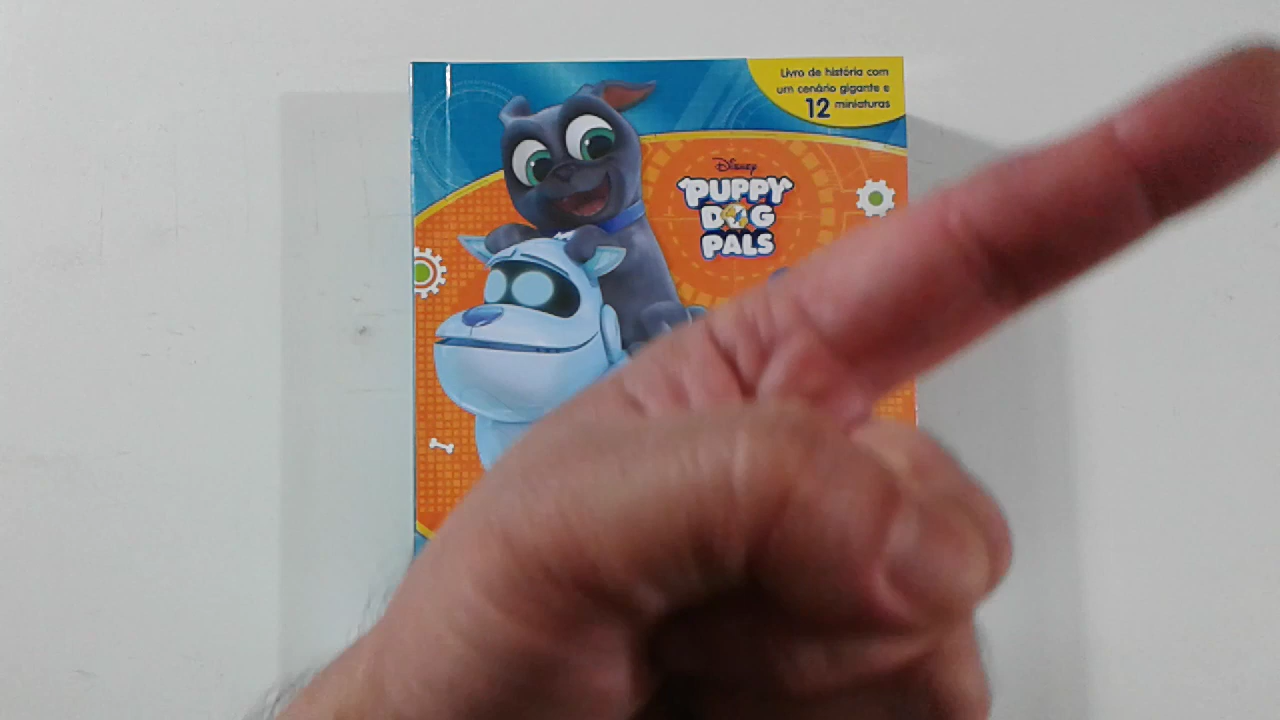 Livro de história com
um cenário gigante e
12 miniaturas
Disney
PUPPY
DOG
PALS